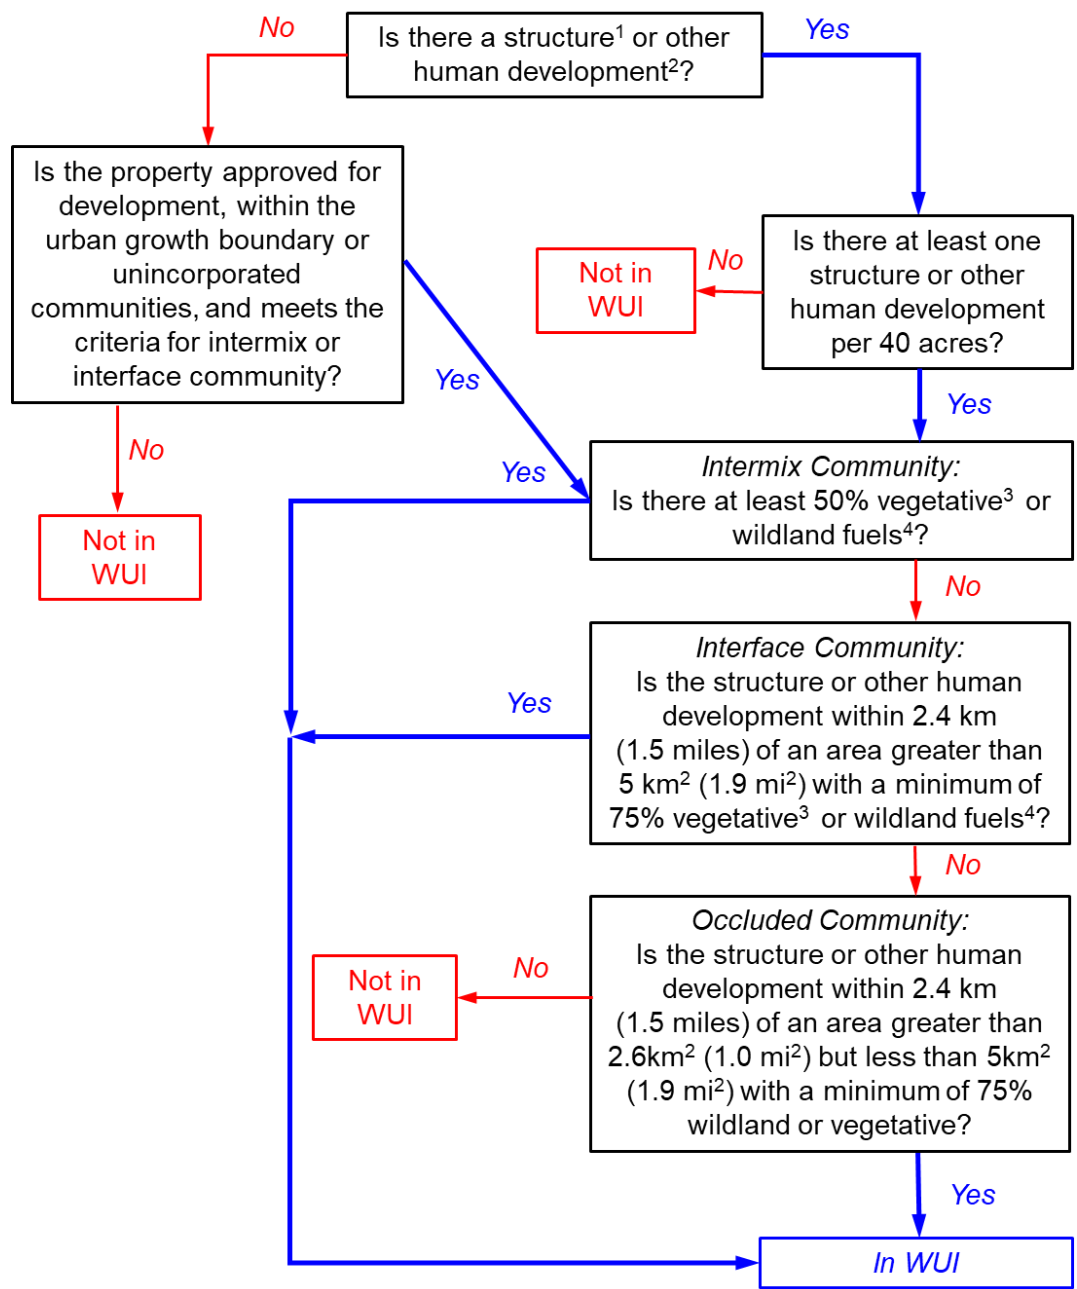 No
Is there a structure¹ or other
human development²?
Yes
Is the property approved for
development, within the
urban growth boundary or
unincorporated
communities, and meets the
criteria for intermix or
interface community?
Not in
WUI
No
Is there at least one
structure or other
human development
per 40 acres?
Yes
Yes
No
Not in
WUI
Yes
Intermix Community:
Is there at least 50% vegetative³ or
wildland fuels⁴?
No
Yes
Interface Community:
Is the structure or other human
development within 2.4 km
(1.5 miles) of an area greater than
5 km² (1.9 mi²) with a minimum of
75% vegetative³ or wildland fuels⁴?
No
Not in
WUI
No
Occluded Community:
Is the structure or other human
development within 2.4 km
(1.5 miles) of an area greater than
2.6km² (1.0 mi²) but less than 5km²
(1.9 mi²) with a minimum of 75%
wildland or vegetative?
Yes
In WUI